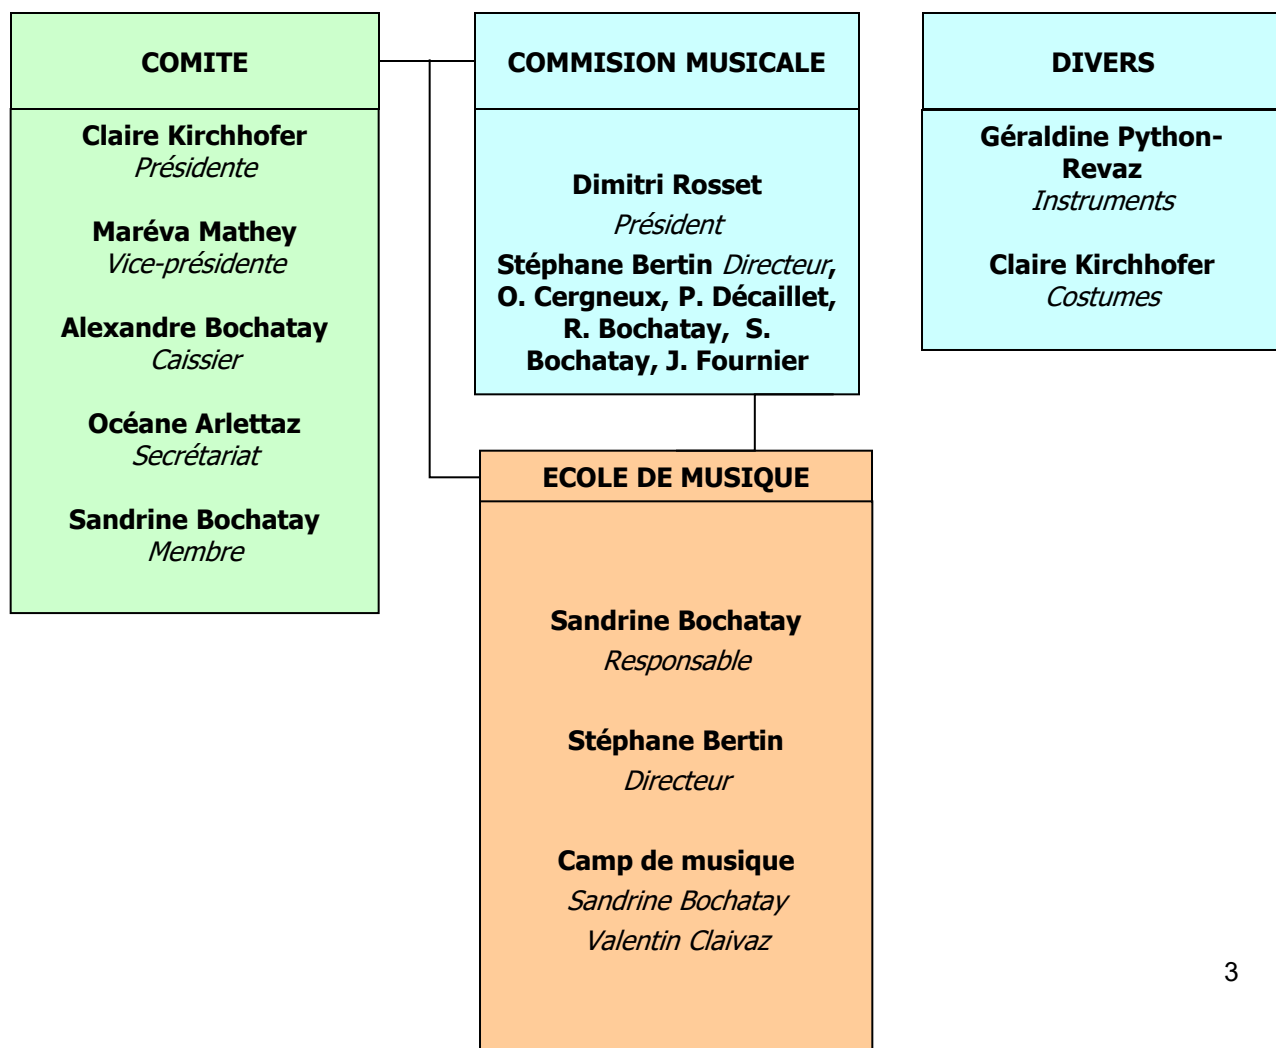 COMITE
Claire Kirchhofer
Présidente
Maréva Mathey
Vice-présidente
Alexandre Bochatay
Caissier
Océane Arlettaz
Secrétariat
Sandrine Bochatay
Membre
COMMISION MUSICALE
Dimitri Rosset
Président
Stéphane Bertin Directeur,
O. Cergneux, P. Décaillet,
R. Bochatay, S.
Bochatay, J. Fournier
DIVERS
Géraldine Python-
Revaz
Instruments
Claire Kirchhofer
Costumes
ECOLE DE MUSIQUE
Sandrine Bochatay
Responsable
Stéphane Bertin
Directeur
Camp de musique
Sandrine Bochatay
Valentin Claivaz
3